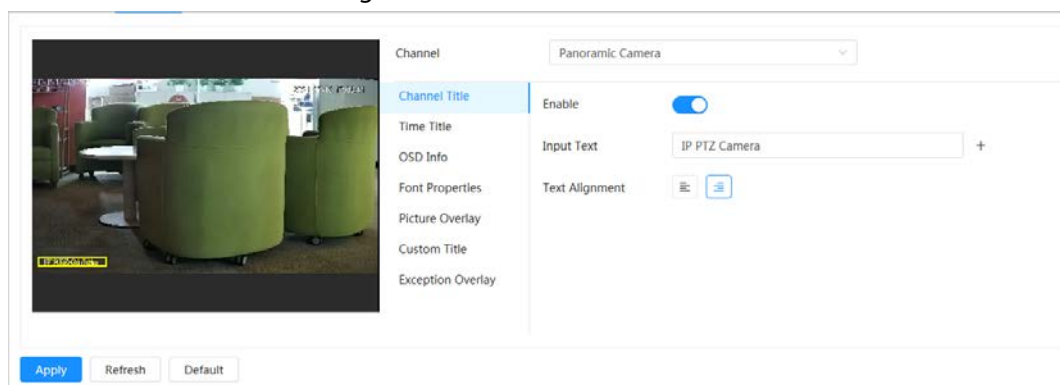 Channel
Panoramic Camera
Channel Title
Time Title
OSD Info
Font Properties
Picture Overlay
Custom Title
Exception Overlay
Enable
Input Text
IP PTZ Camera
+
Text Alignment
Apply
Refresh
Default